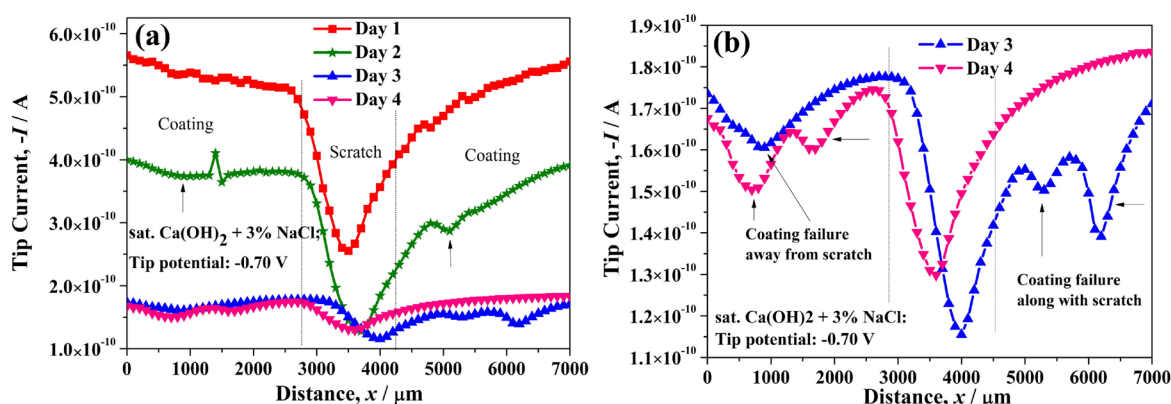 (a)
Day 1
Day 2
Day 3
Day 4
Coating
Scratch
Coating
sat. Ca(OH)2 + 3% NaCl;
Tip potential: -0.70 V
6.0×10-10
5.0×10-10
4.0×10-10
3.0×10-10
2.0×10-10
1.0×10-10
Tip Current, -I / A
0 1000 2000 3000 4000 5000 6000 7000
Distance, x / μm
(b)
Day 3
Day 4
Coating failure
away from scratch
Coating failure
along with scratch
sat. Ca(OH)2 + 3% NaCl:
Tip potential: -0.70 V
1.9×10-10
1.8×10-10
1.7×10-10
1.6×10-10
1.5×10-10
1.4×10-10
1.3×10-10
1.2×10-10
1.1×10-10
Tip Current, -I / A
0 1000 2000 3000 4000 5000 6000 7000
Distance, x / μm